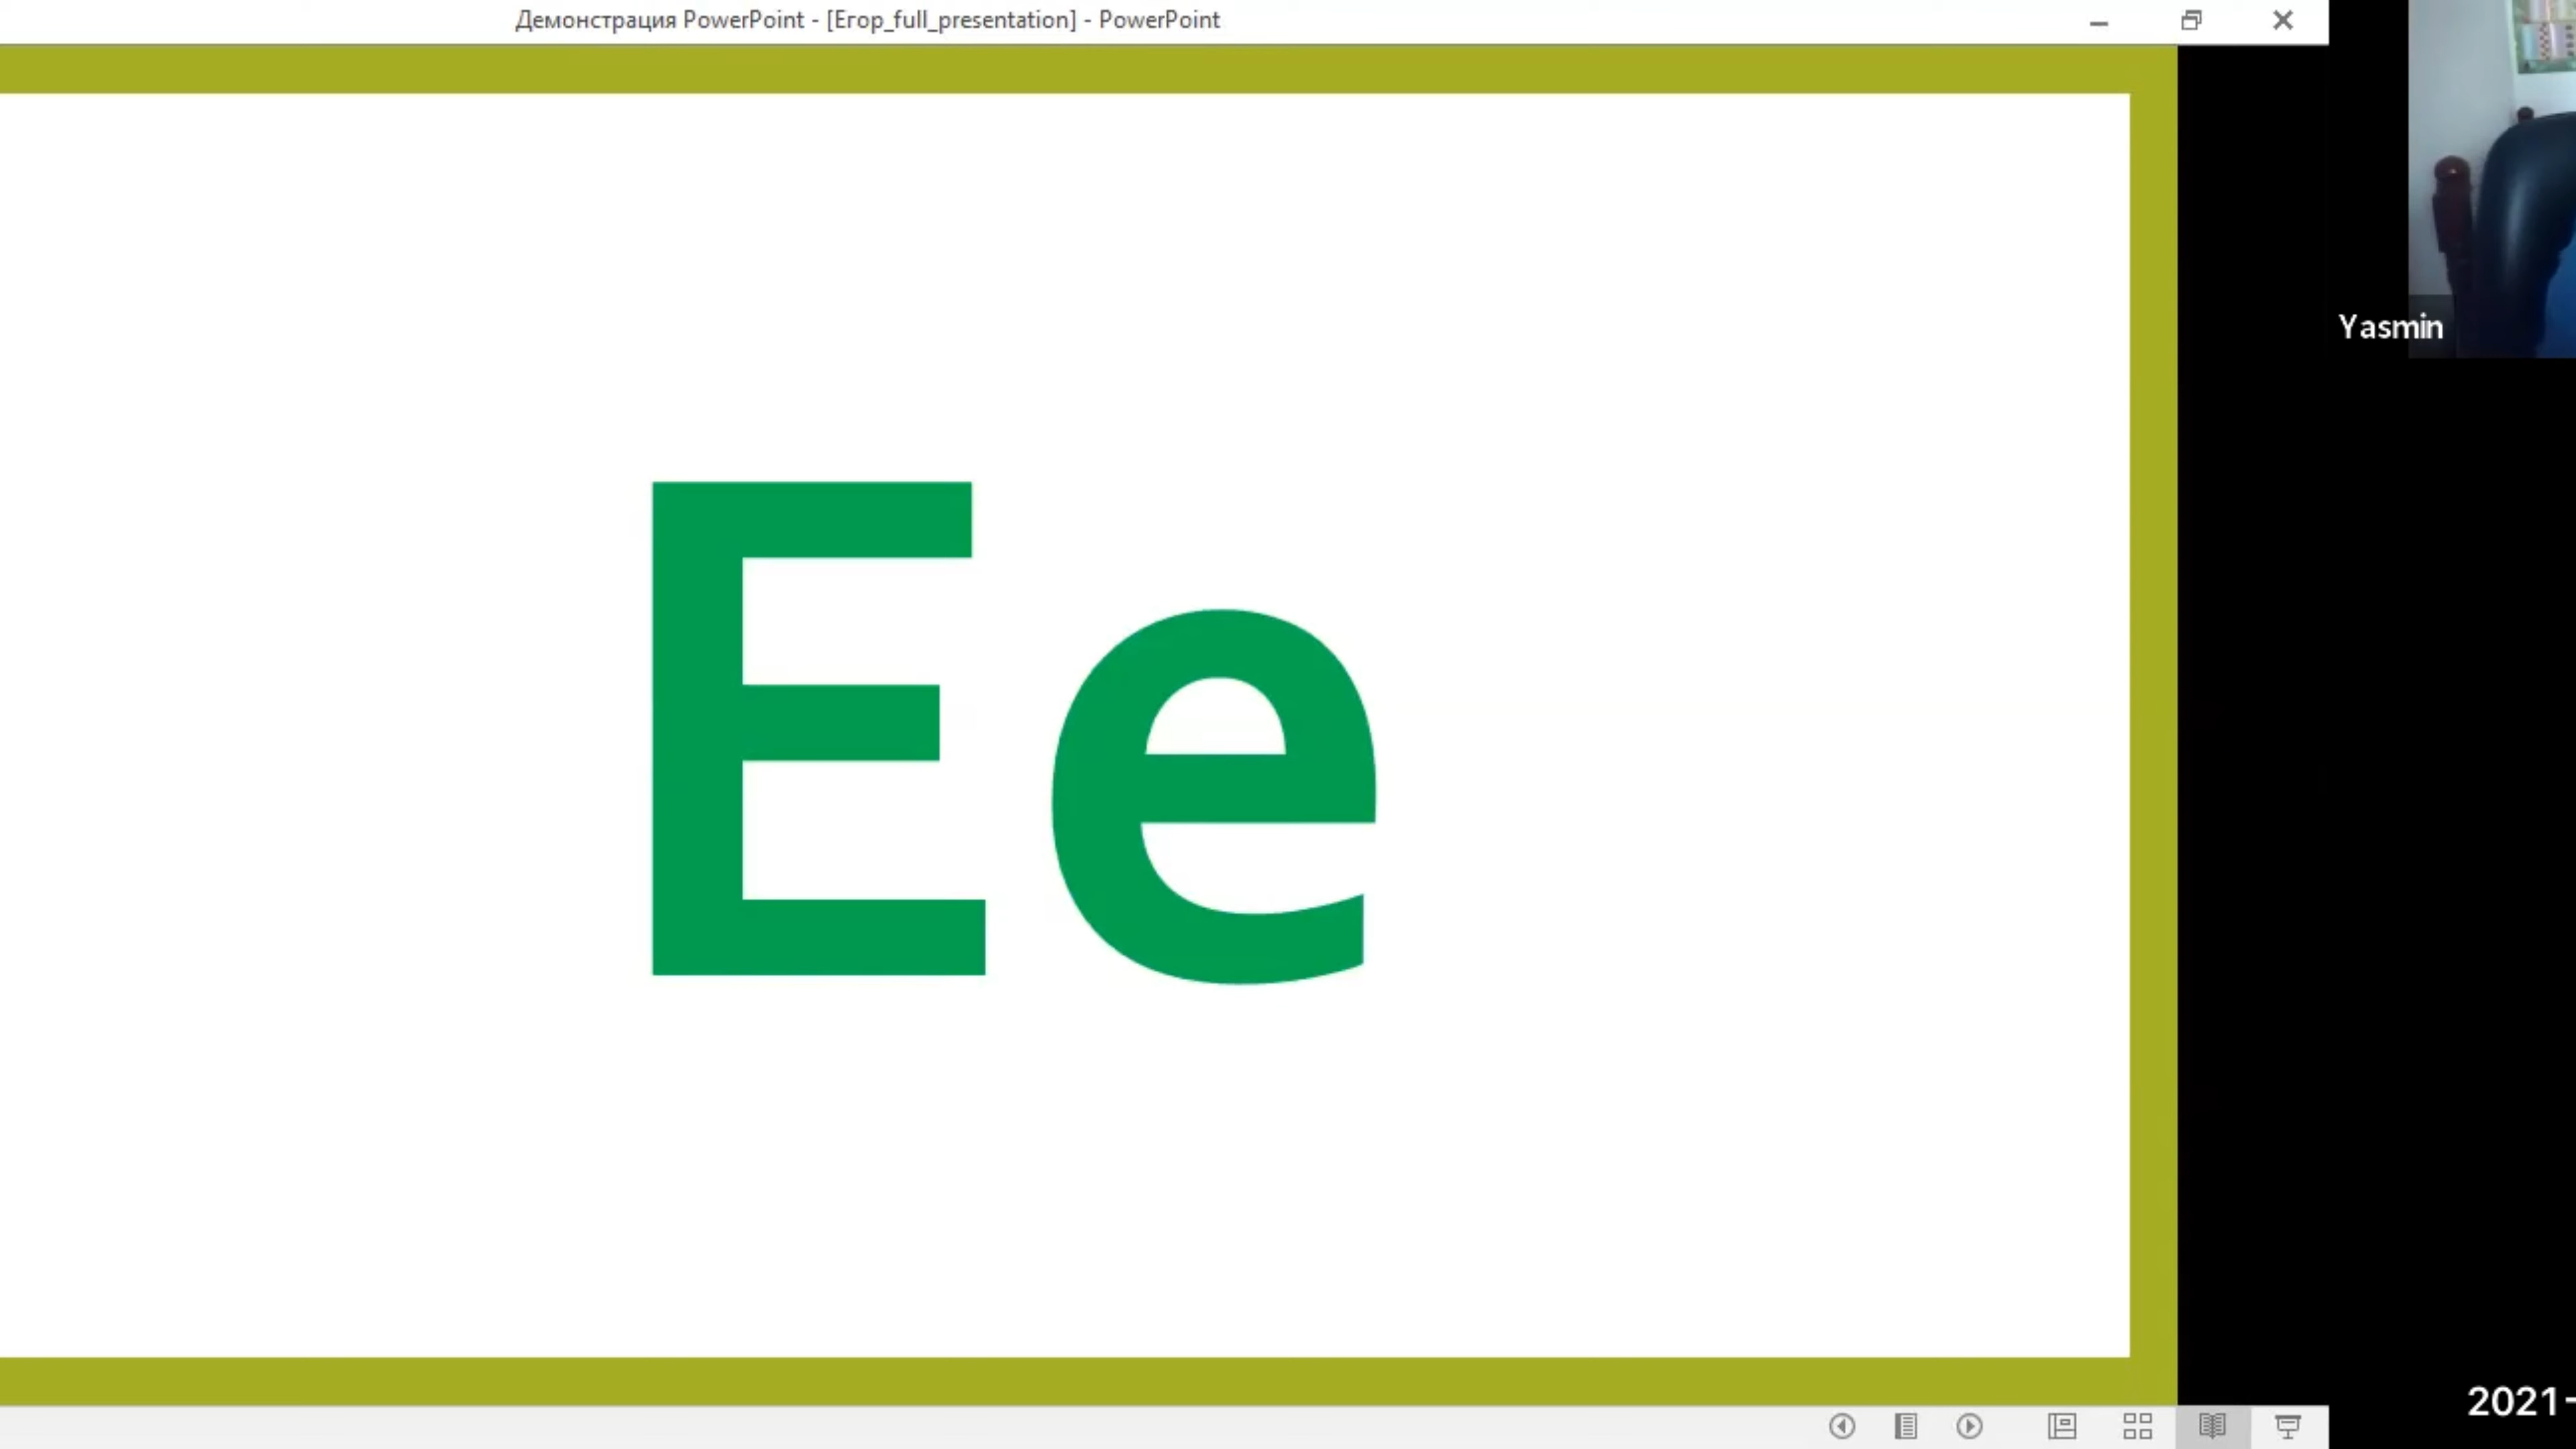 Демонстрация PowerPoint - [Егор_full_presentation] - PowerPoint
Ee
Yasmin
2021-